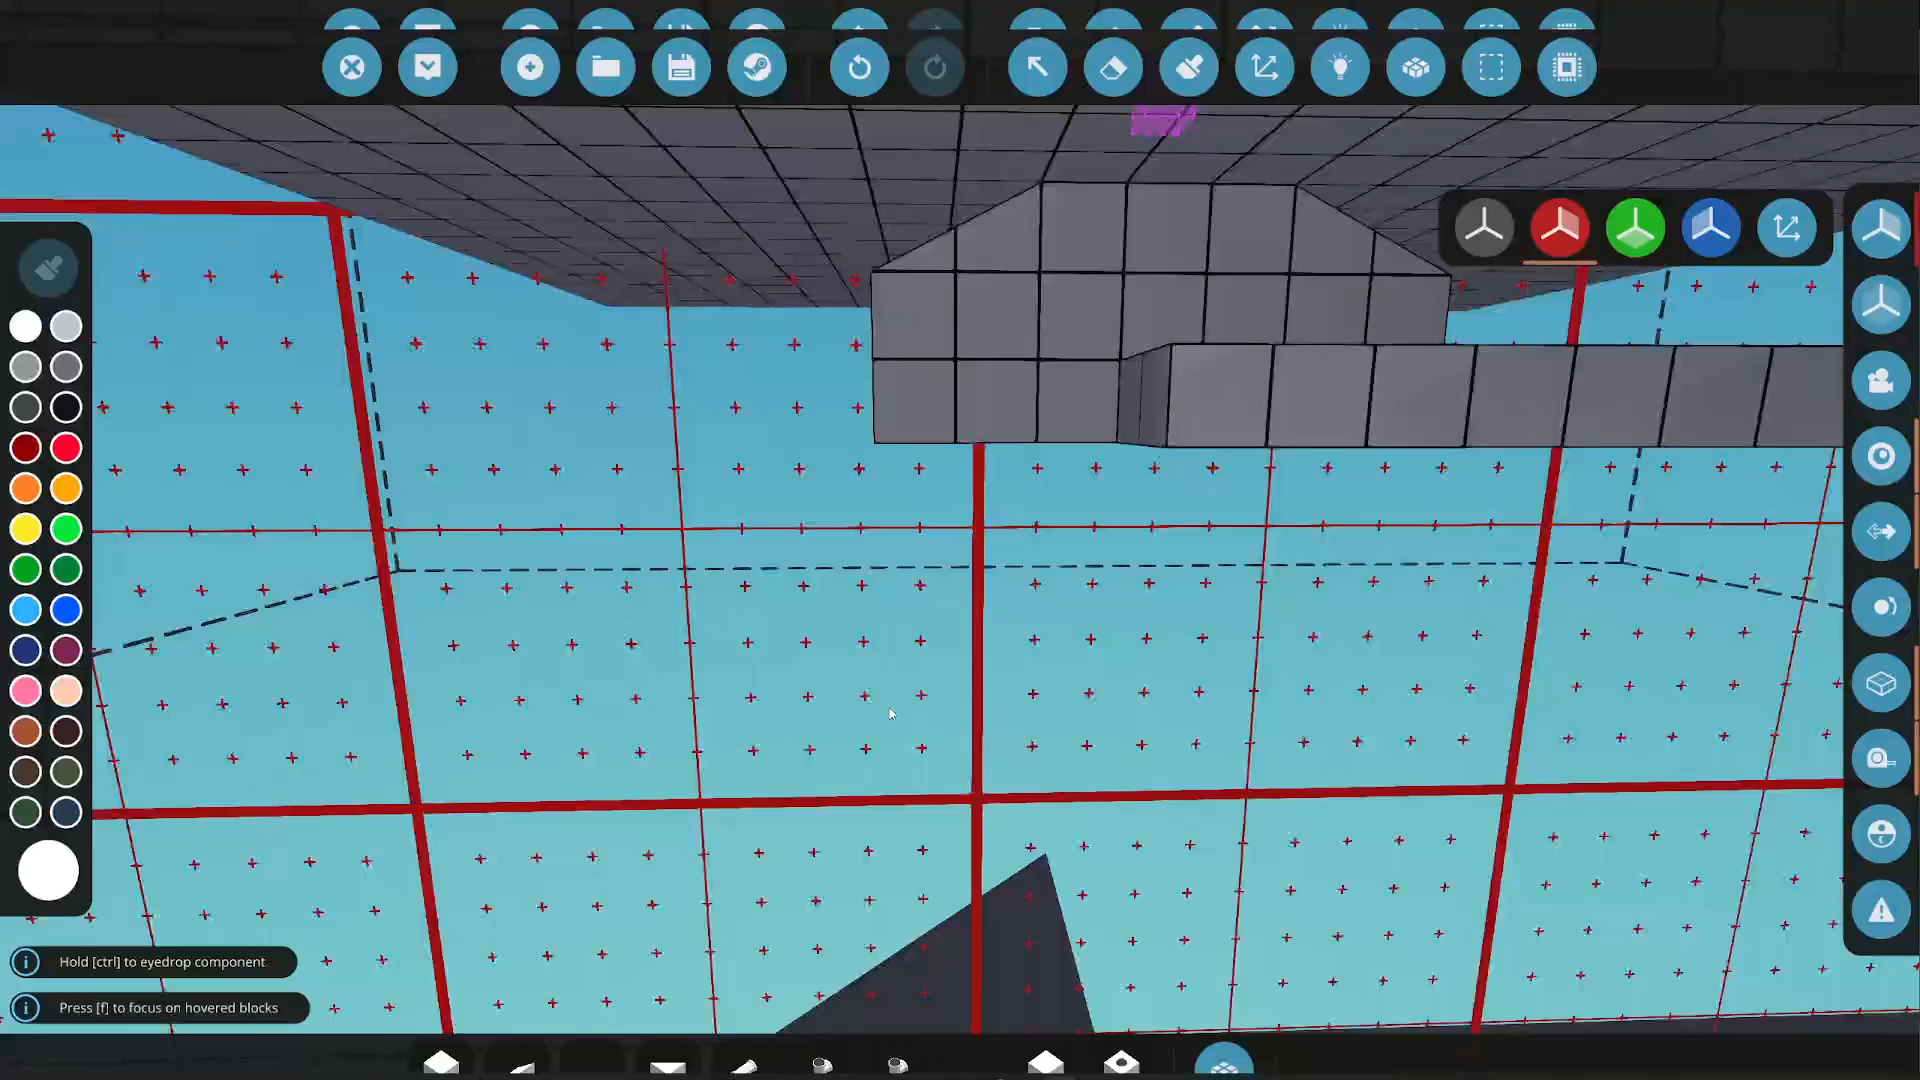 Hold [ctrl] to eyedrop component
Press [f] to focus on hovered blocks